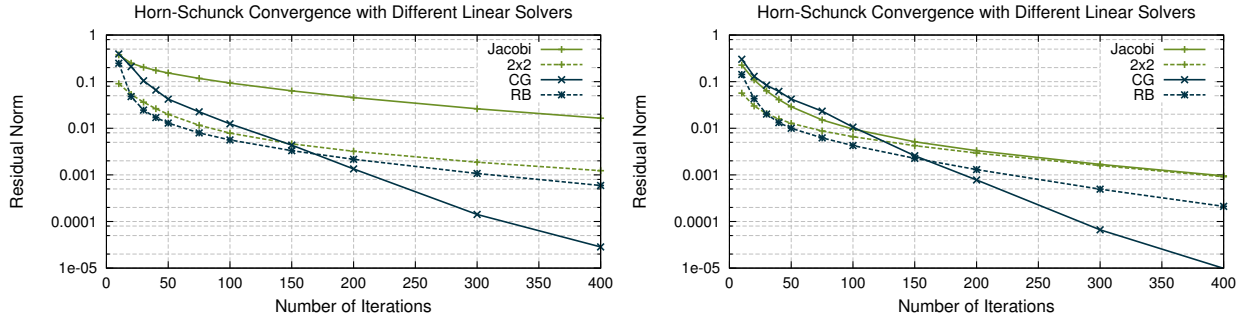 Horn-Schunck Convergence with Different Linear Solvers
Residual Norm
1
0.1
0.01
0.001
0.0001
1e-05
Jacobi
2x2
CG
RB
0 50 100 150 200 250 300 350 400
Number of Iterations
Horn-Schunck Convergence with Different Linear Solvers
Residual Norm
1
0.1
0.01
0.001
0.0001
1e-05
Jacobi
2x2
CG
RB
0 50 100 150 200 250 300 350 400
Number of Iterations